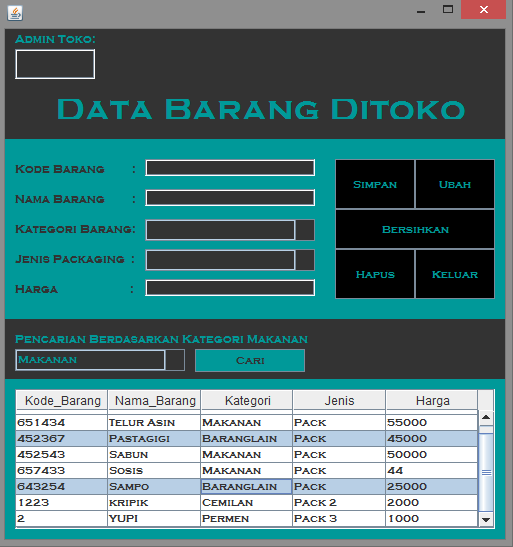 Admin Toko:
Data Barang Ditoko
Kode Barang :
Nama Barang :
Kategori Barang:
Jenis Packaging :
Harga :
Simpan Ubah
Bersihkan
Hapus Keluar
Pencarian Berdasarkan Kategori Makanan
Makanan Cari
Kode_Barang Nama_Barang Kategori Jenis Harga
651434 Telur Asin Makanan Pack 55000
452367 Pastagigi Baranglain Pack 45000
452543 Sabun Makanan Pack 50000
657433 Sosis Makanan Pack 44
643254 Sampo Baranglain Pack 25000
1223 kripik Cemilan Pack 2 2000
2 YUPI Permen Pack 3 1000